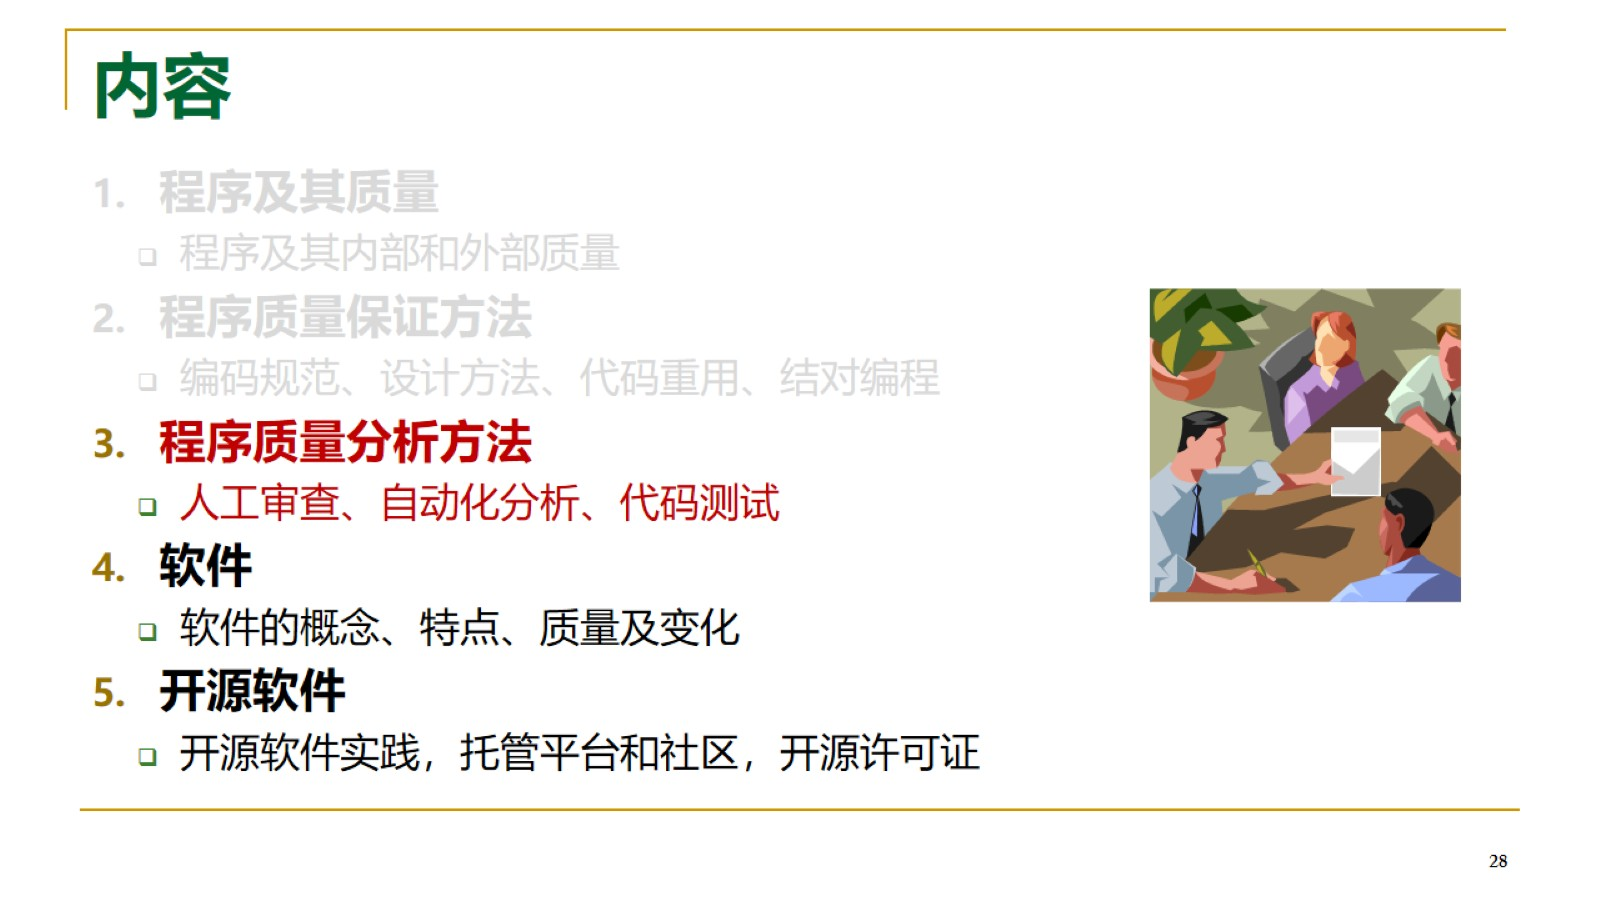 内容
1. 程序及其质量
❑ 程序及其内部和外部质量
2. 程序质量保证方法
❑ 编码规范、设计方法、代码重用、结对编程
3. 程序质量分析方法
❑ 人工审查、自动化分析、代码测试
4. 软件
❑ 软件的概念、特点、质量及变化
5. 开源软件
❑ 开源软件实践，托管平台和社区，开源许可证
28